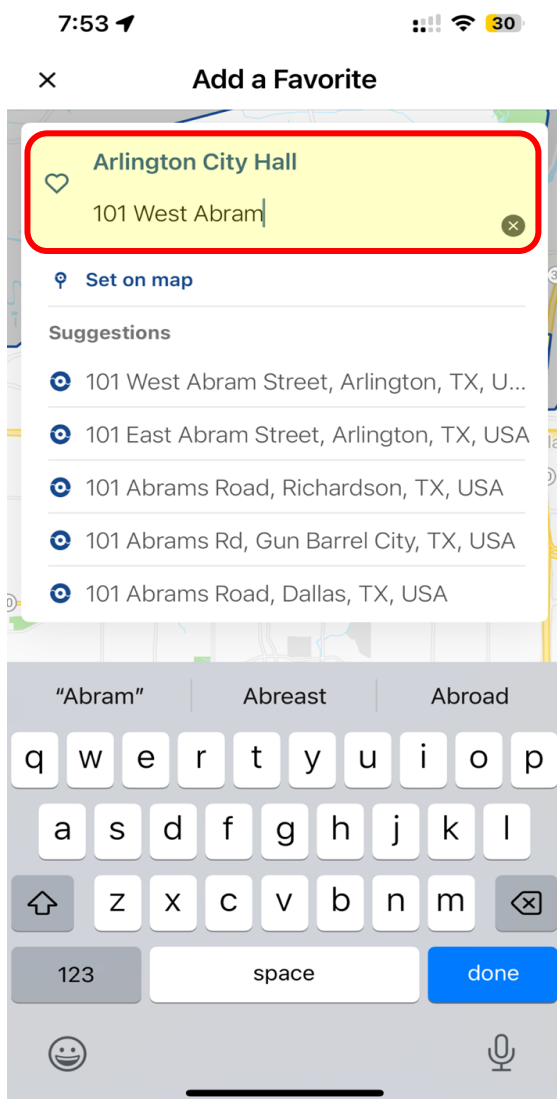 7:53
30
Add a Favorite
Arlington City Hall
101 West Abram
Set on map
Suggestions
101 West Abram Street, Arlington, TX, U...
101 East Abram Street, Arlington, TX, USA
101 Abrams Road, Richardson, TX, USA
101 Abrams Rd, Gun Barrel City, TX, USA
101 Abrams Road, Dallas, TX, USA
“Abram” Abreast Abroad
q w e r t y u i o p
a s d f g h j k l
z x c v b n m
123 space done